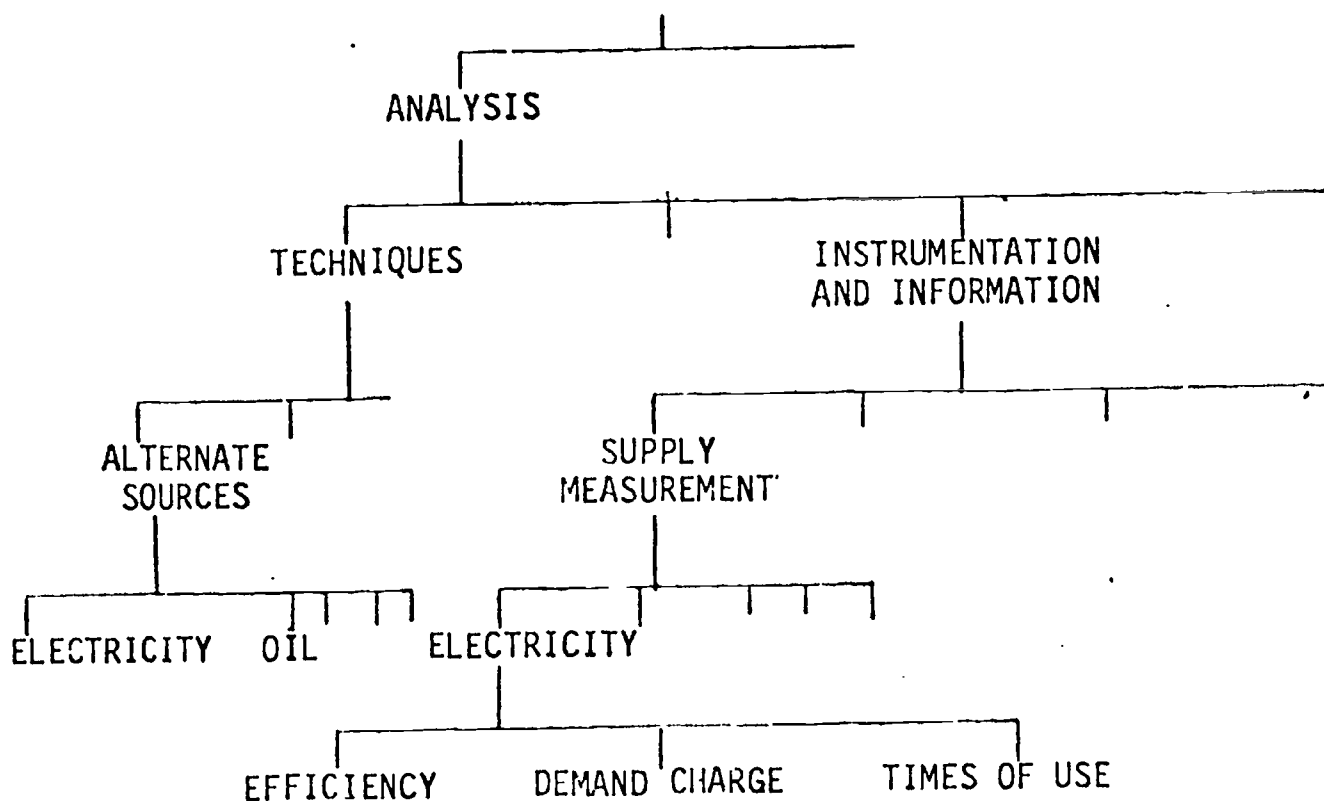 ANALYSIS
TECHNIQUES
INSTRUMENTATION
AND INFORMATION
ALTERNATE
SOURCES
SUPPLY
MEASUREMENT
ELECTRICITY
OIL
ELECTRICITY
EFFICIENCY
DEMAND CHARGE
TIMES OF USE